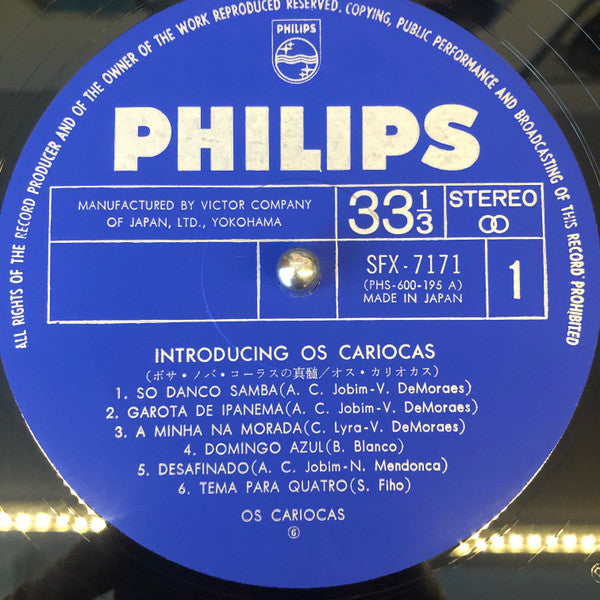 ALL RIGHTS OF THE RECORD PRODUCER AND OF THE OWNER OF THE WORK REPRODUCED RESERVED. COPYING, PUBLIC PERFORMANCE AND BROADCASTING OF THIS RECORD PROHIBITED
PHILIPS
PHILIPS
MANUFACTURED BY VICTOR COMPANY
OF JAPAN, LTD., YOKOHAMA
33 1/3
STEREO
SFX-7171
(PHS-600-195 A)
MADE IN JAPAN
1
INTRODUCING OS CARIOCAS
(ボサ・ノバ・コーラスの真髄/オス・カリオカス)
1. SO DANCO SAMBA(A. C. Jobim-V. DeMoraes)
2. GAROTA DE IPANEMA(A. C. Jobim-V. DeMoraes)
3. A MINHA NA MORADA(C. Lyra-V. DeMoraes)
4. DOMINGO AZUL(B. Blanco)
5. DESAFINADO(A. C. Jobim-N. Mendonca)
6. TEMA PARA QUATRO(S. Fiho)
OS CARIOCAS